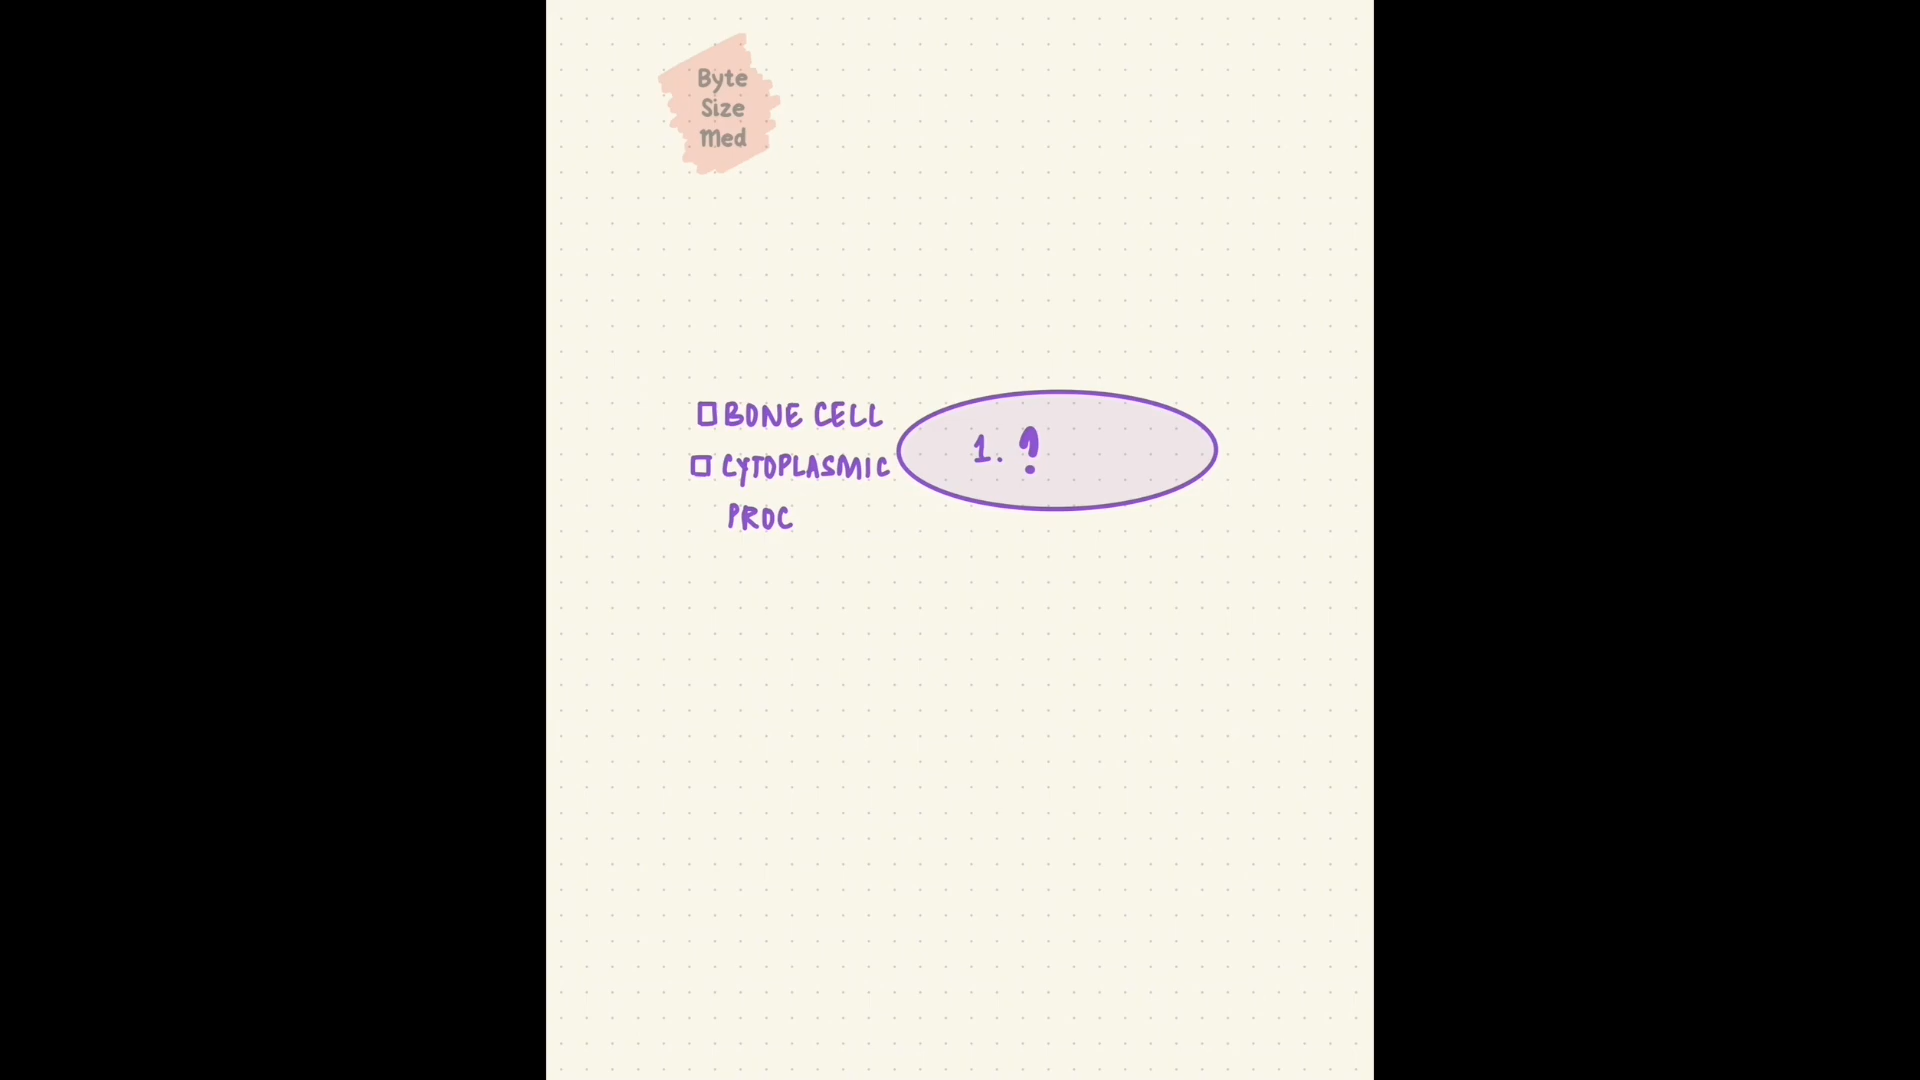 Byte
Size
Med
BONE CELL
CYTOPLASMIC
PROC
1. ?